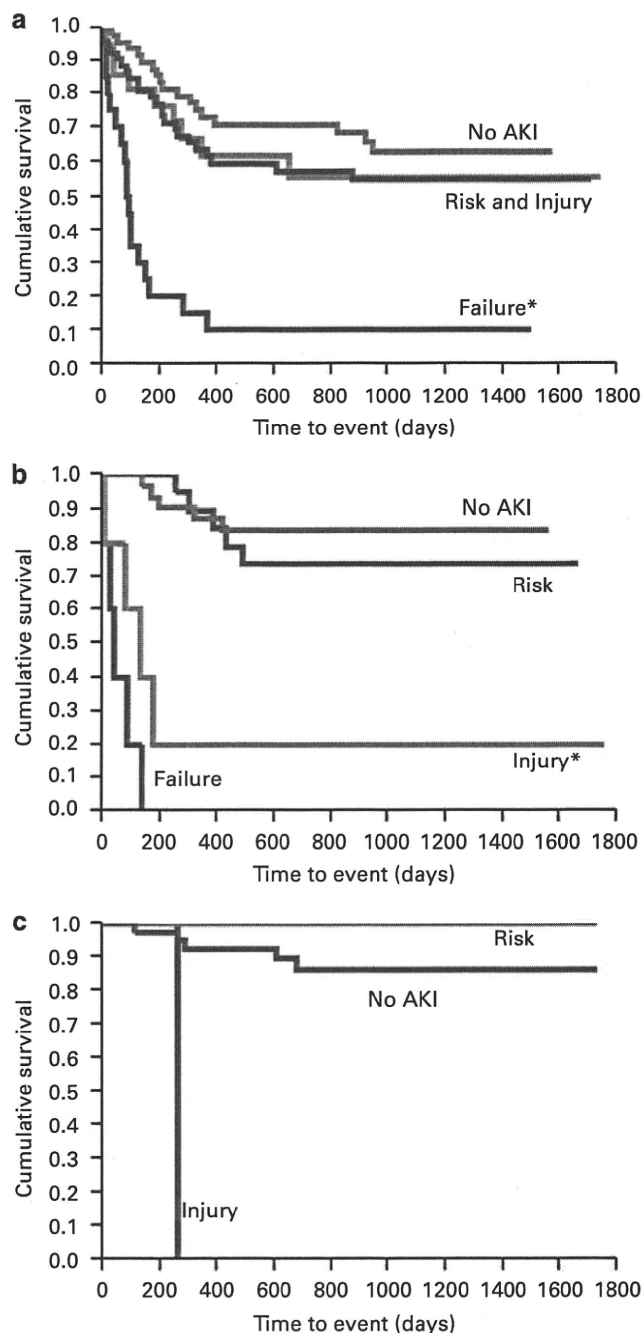 a
1.0
0.9
0.8
0.7
0.6
0.5
0.4
0.3
0.2
0.1
0.0
Cumulative survival
No AKI
Risk and Injury
Failure*
0 200 400 600 800 1000 1200 1400 1600 1800
Time to event (days)
b
1.0
0.9
0.8
0.7
0.6
0.5
0.4
0.3
0.2
0.1
0.0
Cumulative survival
No AKI
Risk
Injury*
Failure
0 200 400 600 800 1000 1200 1400 1600 1800
Time to event (days)
c
1.0
0.9
0.8
0.7
0.6
0.5
0.4
0.3
0.2
0.1
0.0
Cumulative survival
Risk
No AKI
Injury
0 200 400 600 800 1000 1200 1400 1600 1800
Time to event (days)